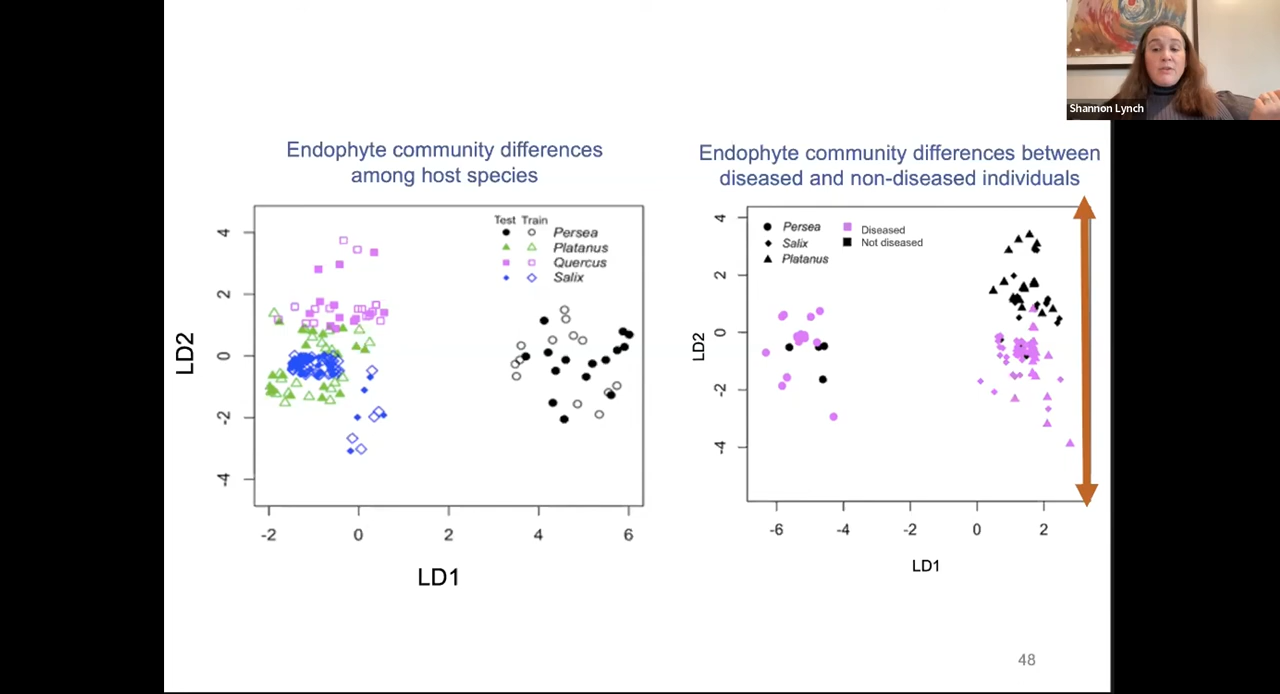 Shannon Lynch
Endophyte community differences
among host species
Test Train
Persea
Platanus
Quercus
Salix
LD2
4
2
0
-2
-4
-2 0 2 4 6
LD1
Endophyte community differences between
diseased and non-diseased individuals
Persea
Salix
Platanus
Diseased
Not diseased
LD2
4
2
0
-2
-4
-6 -4 -2 0 2
LD1
48